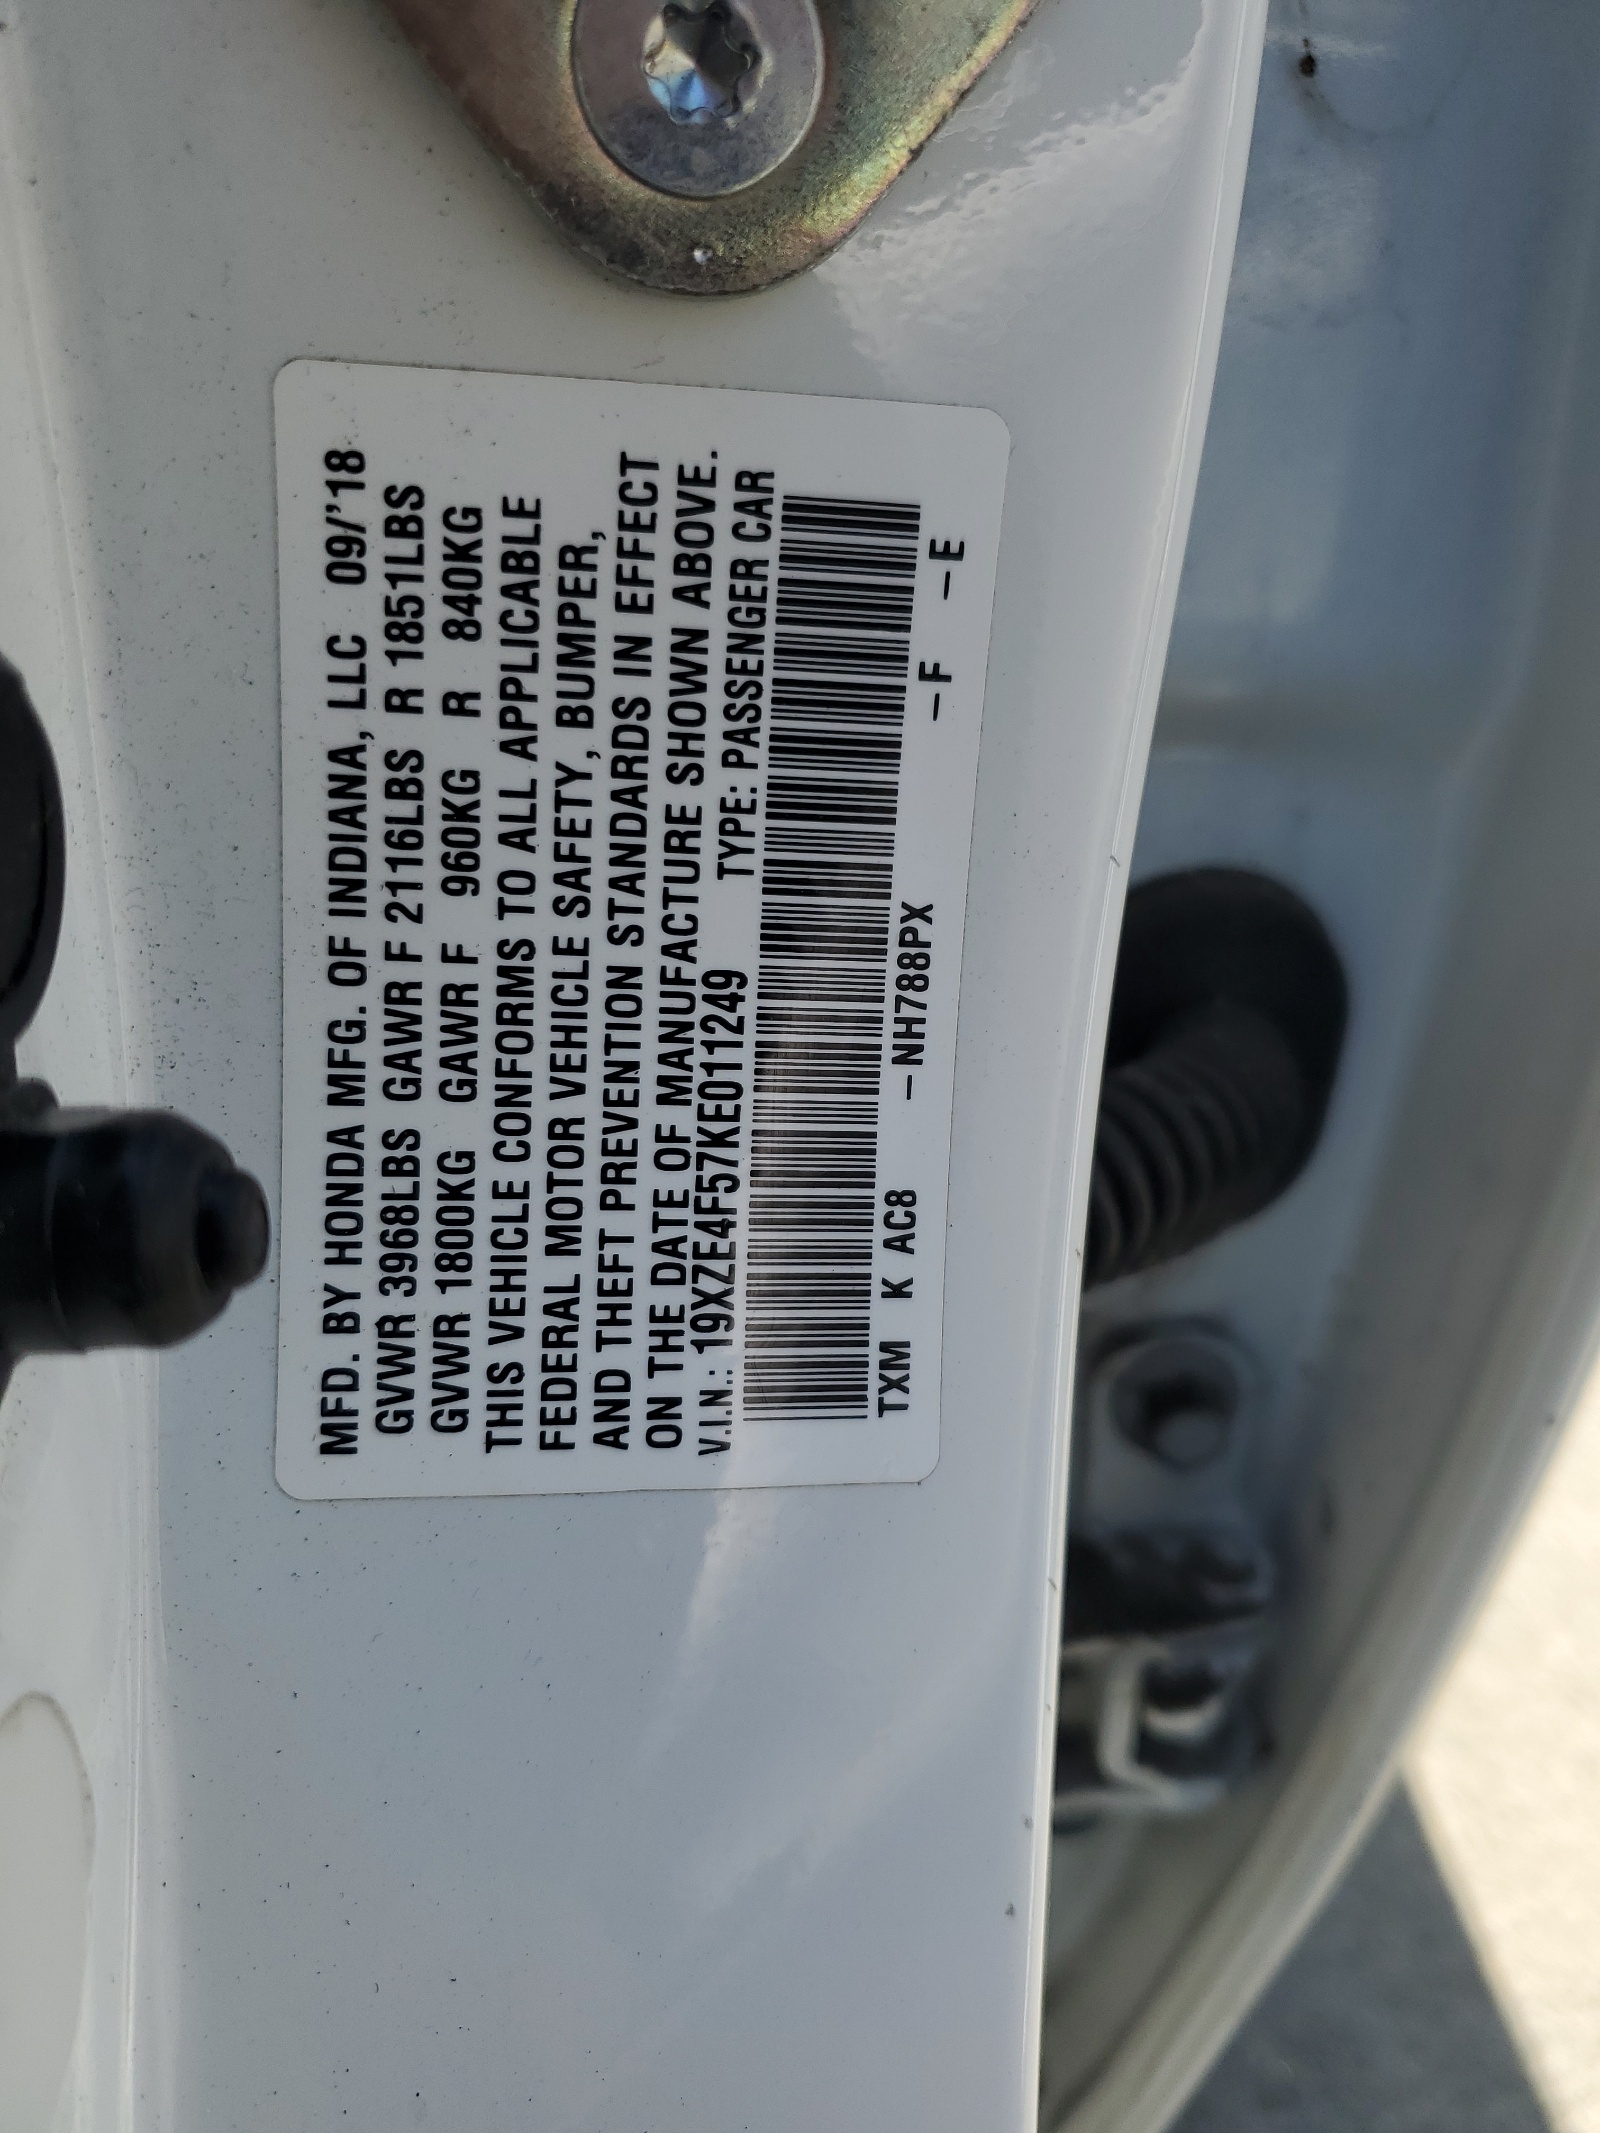 MFD. BY HONDA MFG. OF INDIANA, LLC 09/'18
GVWR 3968LBS GAWR F 2116LBS R 1851LBS
GVWR 1800KG GAWR F 960KG R 840KG
THIS VEHICLE CONFORMS TO ALL APPLICABLE
FEDERAL MOTOR VEHICLE SAFETY, BUMPER,
AND THEFT PREVENTION STANDARDS IN EFFECT
ON THE DATE OF MANUFACTURE SHOWN ABOVE.
V.I.N.: 19XZE4F57KE011249 TYPE: PASSENGER CAR
TXM K AC8 –NH788PX –F –E